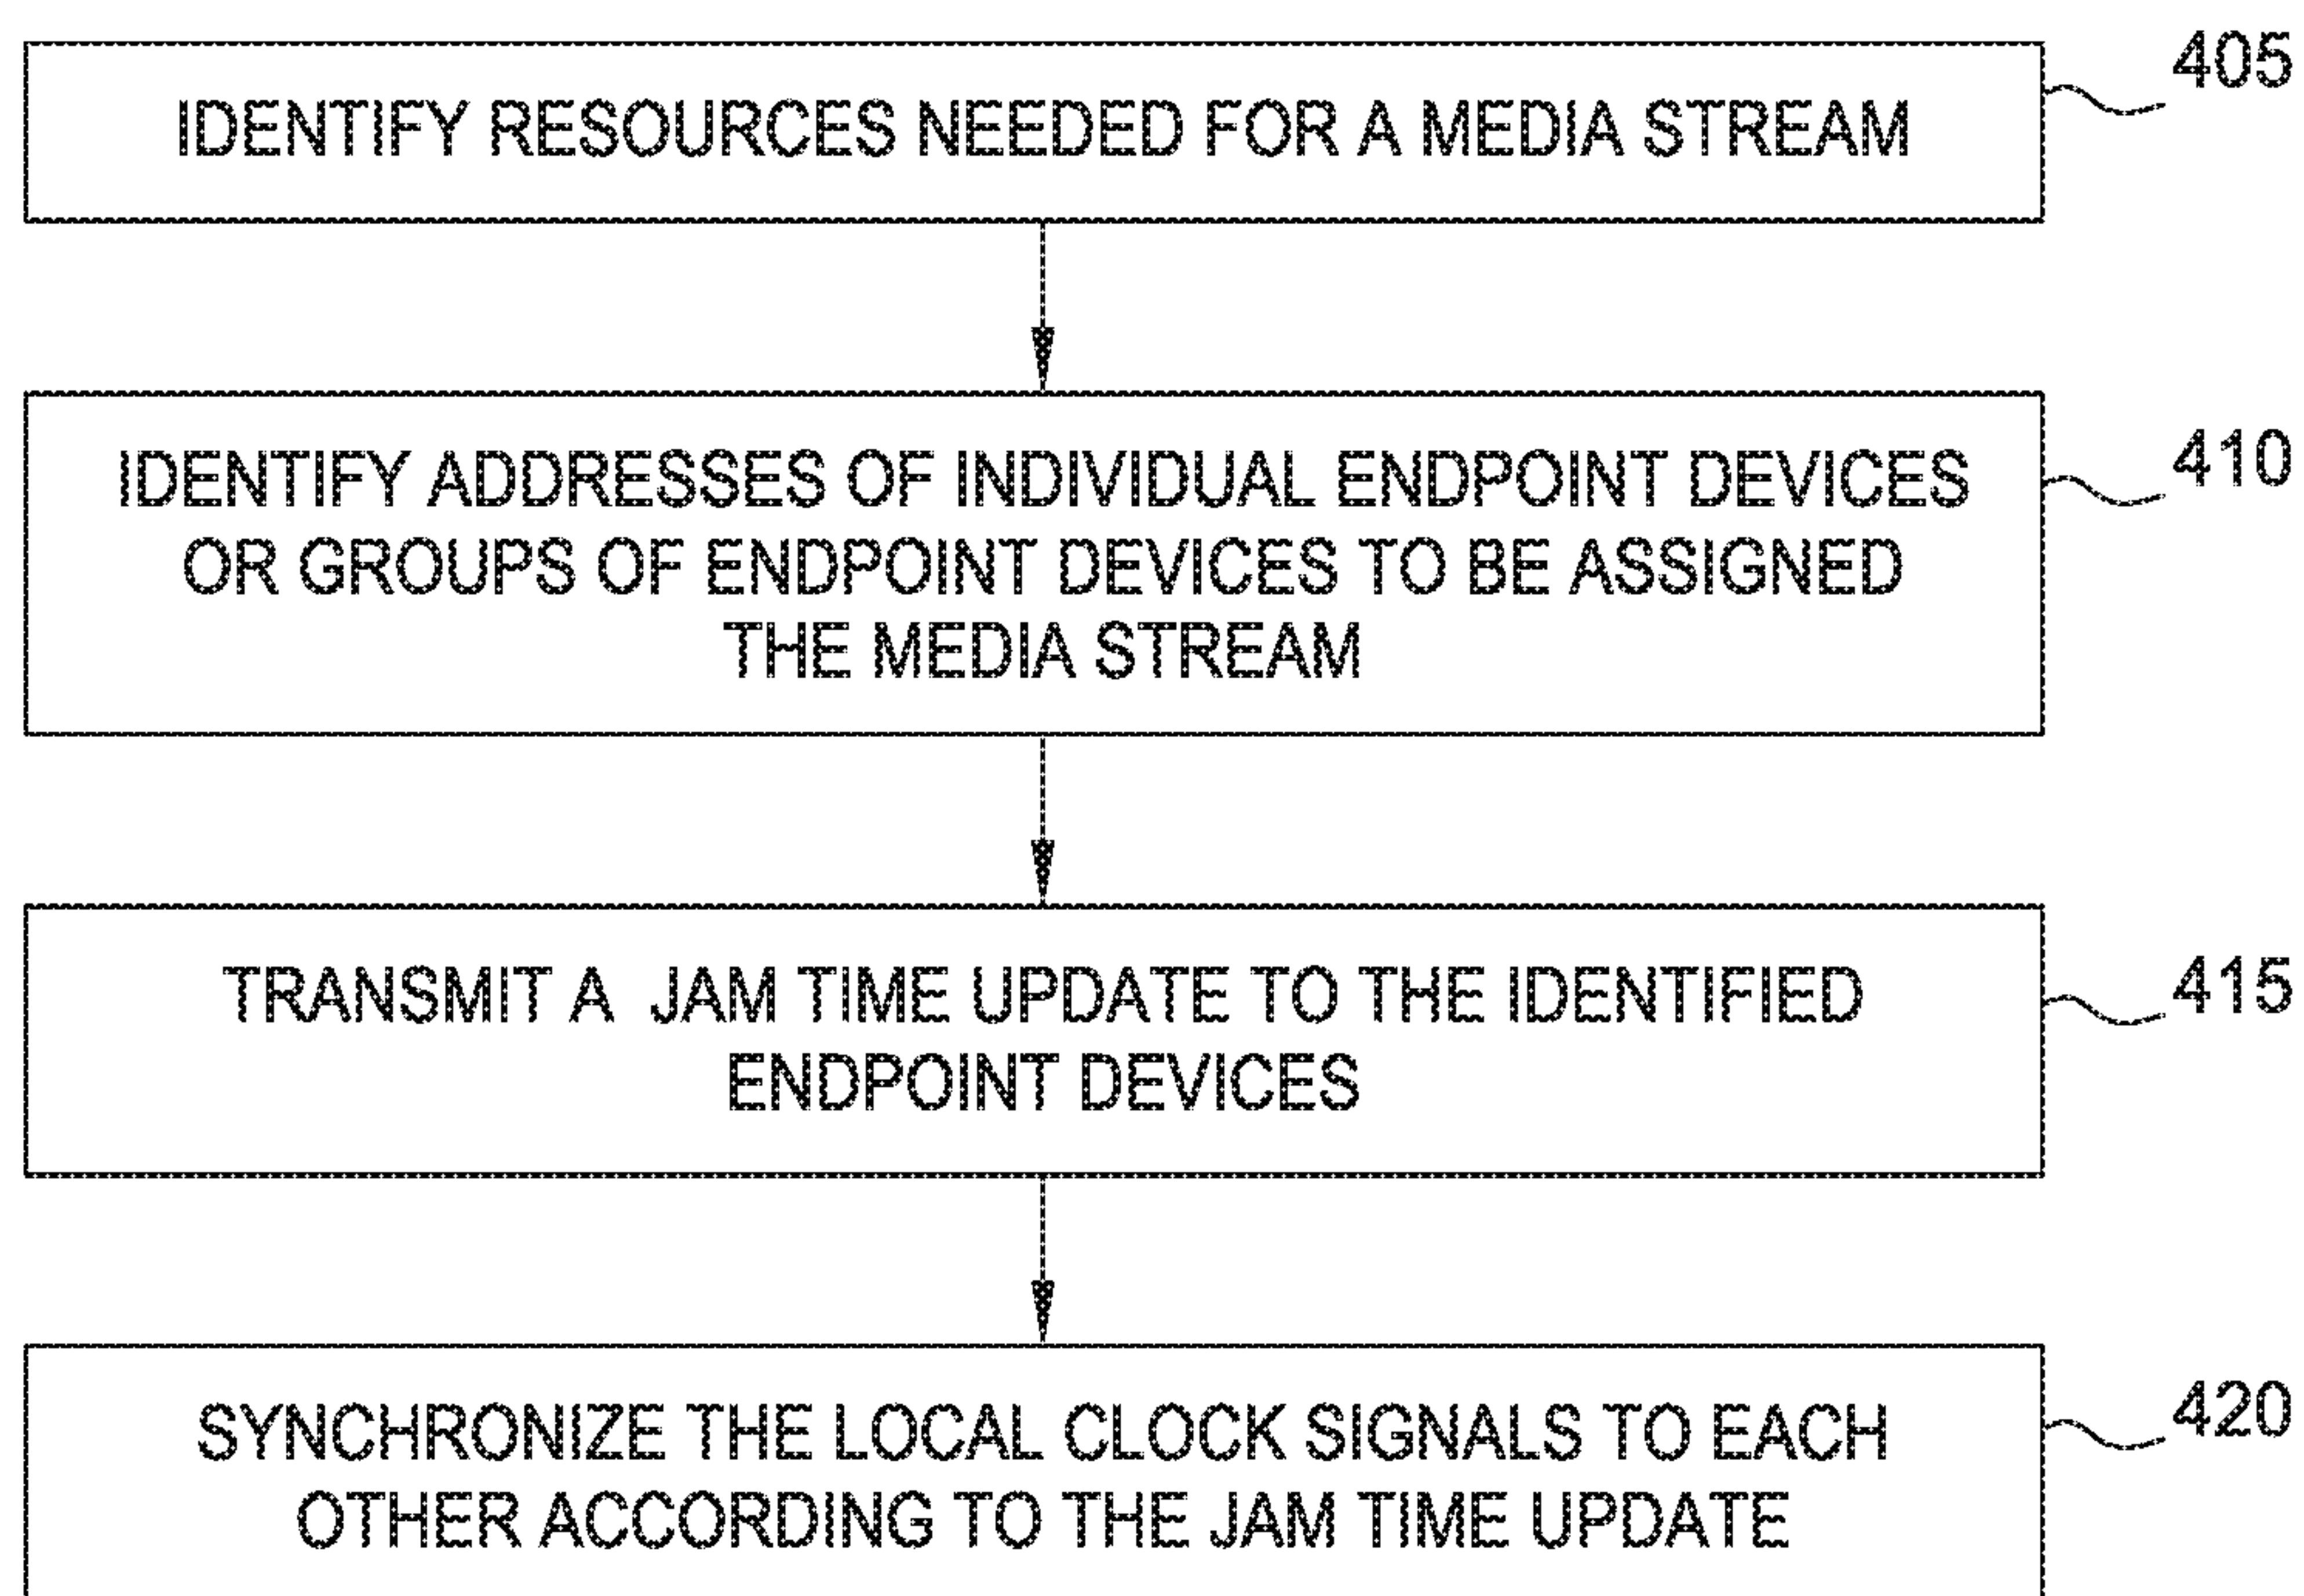 405
IDENTIFY RESOURCES NEEDED FOR A MEDIA STREAM
410
IDENTIFY ADDRESSES OF INDIVIDUAL ENDPOINT DEVICES
OR GROUPS OF ENDPOINT DEVICES TO BE ASSIGNED
THE MEDIA STREAM
415
TRANSMIT A JAM TIME UPDATE TO THE IDENTIFIED
ENDPOINT DEVICES
420
SYNCHRONIZE THE LOCAL CLOCK SIGNALS TO EACH
OTHER ACCORDING TO THE JAM TIME UPDATE